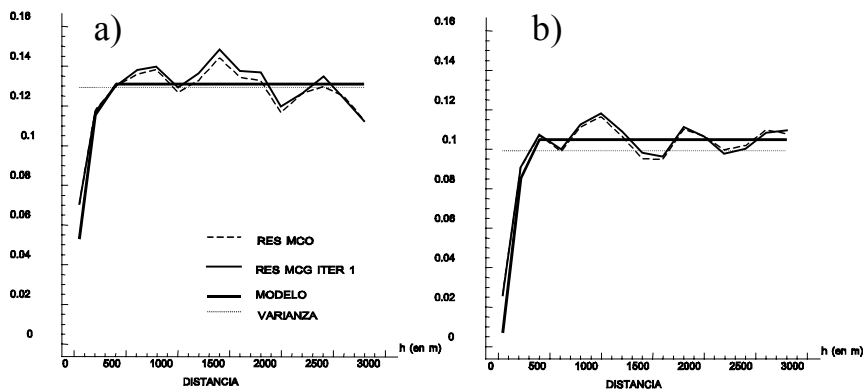 a)
0.16
0.14
0.12
0.1
0.08
0.06
0.04
0.02
0
RES MCO
RES MCG ITER 1
MODELO
VARIANZA
0 500 1000 1500 2000 2500 3000
h (en m)
DISTANCIA
b)
0.16
0.14
0.12
0.1
0.08
0.06
0.04
0.02
0
0 500 1000 1500 2000 2500 3000
h (en m)
DISTANCIA